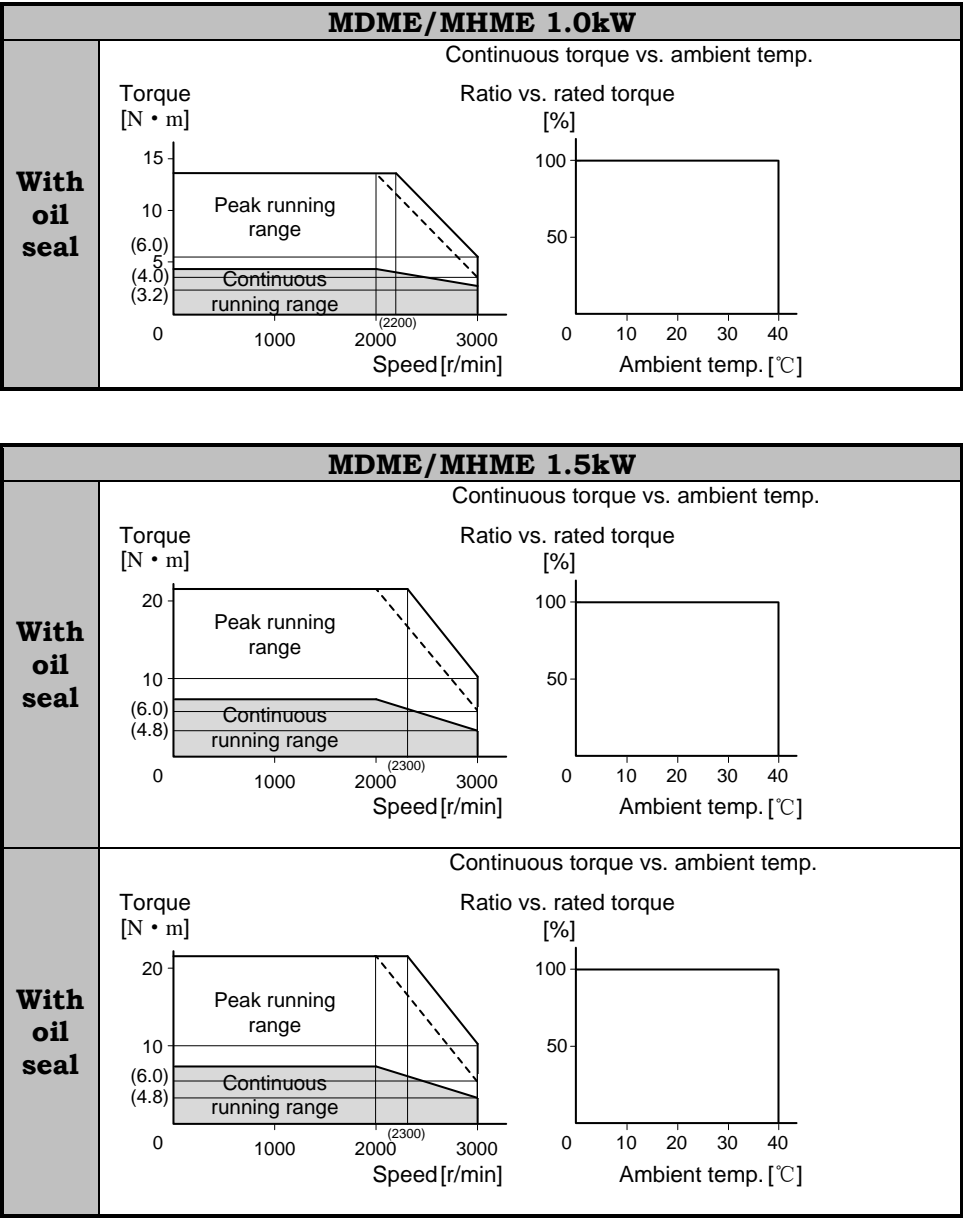 MDME/MHME 1.0kW
With
oil
seal
Continuous torque vs. ambient temp.
Torque
[N・m]
15
10
(6.0)
5
(4.0)
(3.2)
0
Peak running
range
Continuous
running range
1000
2000
(2200)
3000
Speed[r/min]
Ratio vs. rated torque
[%]
100
50
0
10
20
30
40
Ambient temp.[℃]
MDME/MHME 1.5kW
With
oil
seal
Continuous torque vs. ambient temp.
Torque
[N・m]
20
10
(6.0)
(4.8)
0
Peak running
range
Continuous
running range
1000
2000
(2300)
3000
Speed[r/min]
Ratio vs. rated torque
[%]
100
50
0
10
20
30
40
Ambient temp.[℃]
With
oil
seal
Continuous torque vs. ambient temp.
Torque
[N・m]
20
10
(6.0)
(4.8)
0
Peak running
range
Continuous
running range
1000
2000
(2300)
3000
Speed[r/min]
Ratio vs. rated torque
[%]
100
50
0
10
20
30
40
Ambient temp.[℃]